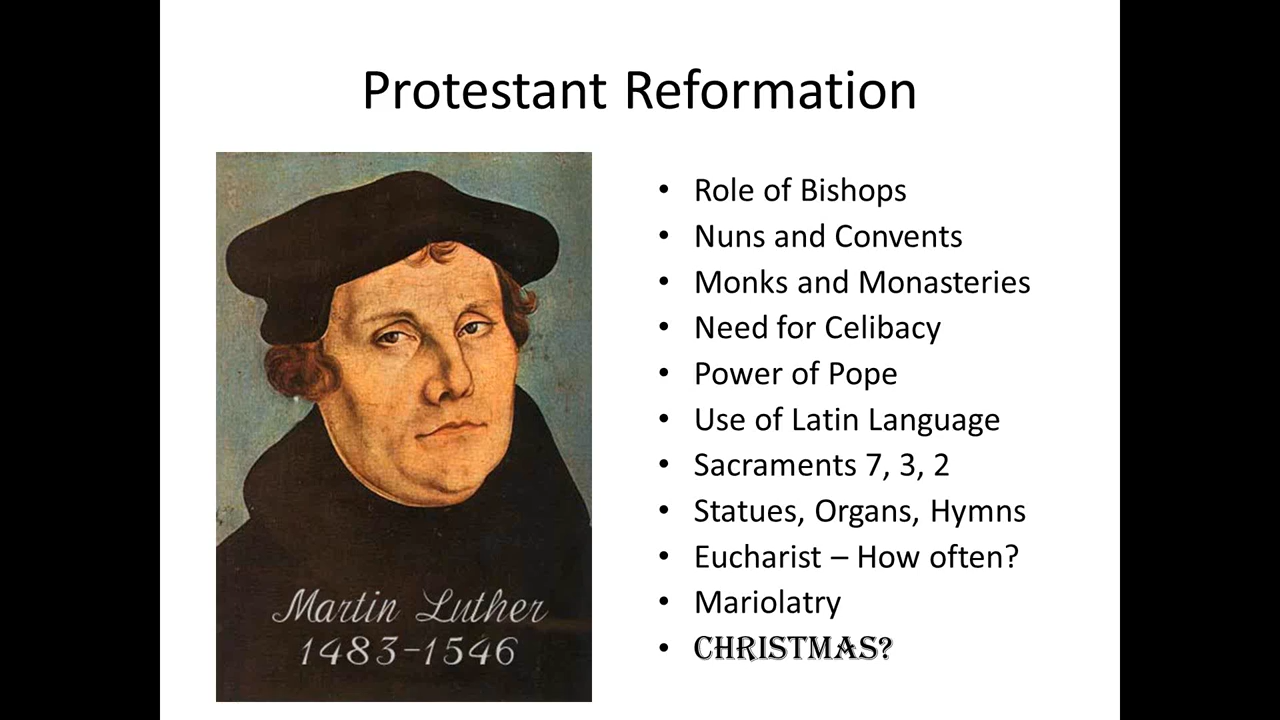 Protestant Reformation
• Role of Bishops
• Nuns and Convents
• Monks and Monasteries
• Need for Celibacy
• Power of Pope
• Use of Latin Language
• Sacraments 7, 3, 2
• Statues, Organs, Hymns
• Eucharist – How often?
• Mariolatry
• CHRISTMAS?
Martin Luther
1483-1546